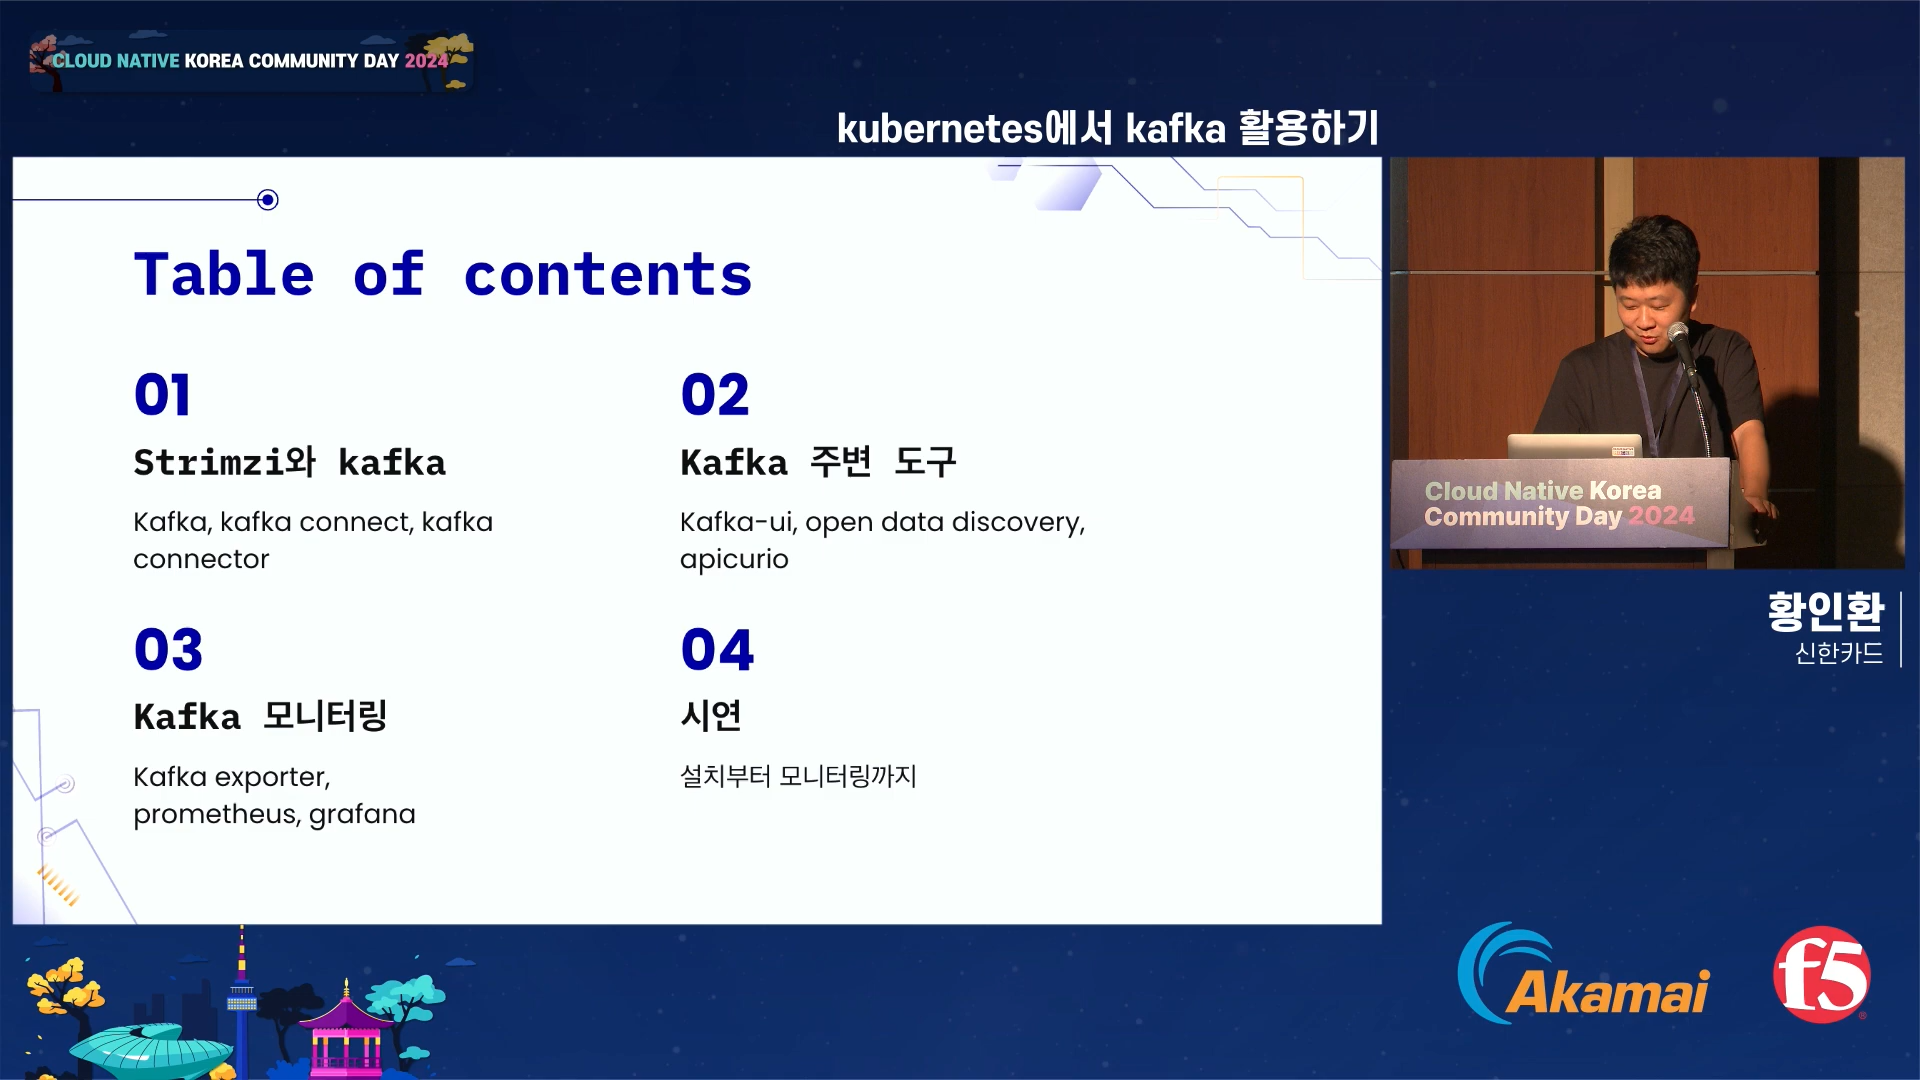 CLOUD NATIVE KOREA COMMUNITY DAY 2024
kubernetes에서 kafka 활용하기
Table of contents
01
Strimzi와 kafka
Kafka, kafka connect, kafka
connector
02
Kafka 주변 도구
Kafka-ui, open data discovery,
apicurio
03
Kafka 모니터링
Kafka exporter,
prometheus, grafana
04
시연
설치부터 모니터링까지
Cloud Native Korea
Community Day 2024
황인환
신한카드
Akamai
f5